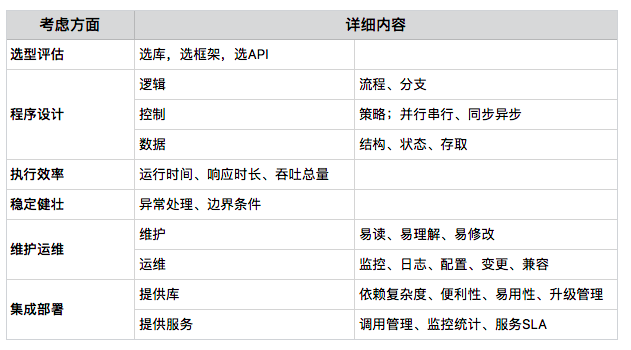 考虑方面 详细内容
选型评估 选库，选框架，选API
程序设计 逻辑 流程、分支
控制 策略；并行串行、同步异步
数据 结构、状态、存取
执行效率 运行时间、响应时长、吞吐总量
稳定健壮 异常处理、边界条件
维护运维 维护 易读、易理解、易修改
运维 监控、日志、配置、变更、兼容
集成部署 提供库 依赖复杂度、便利性、易用性、升级管理
提供服务 调用管理、监控统计、服务SLA